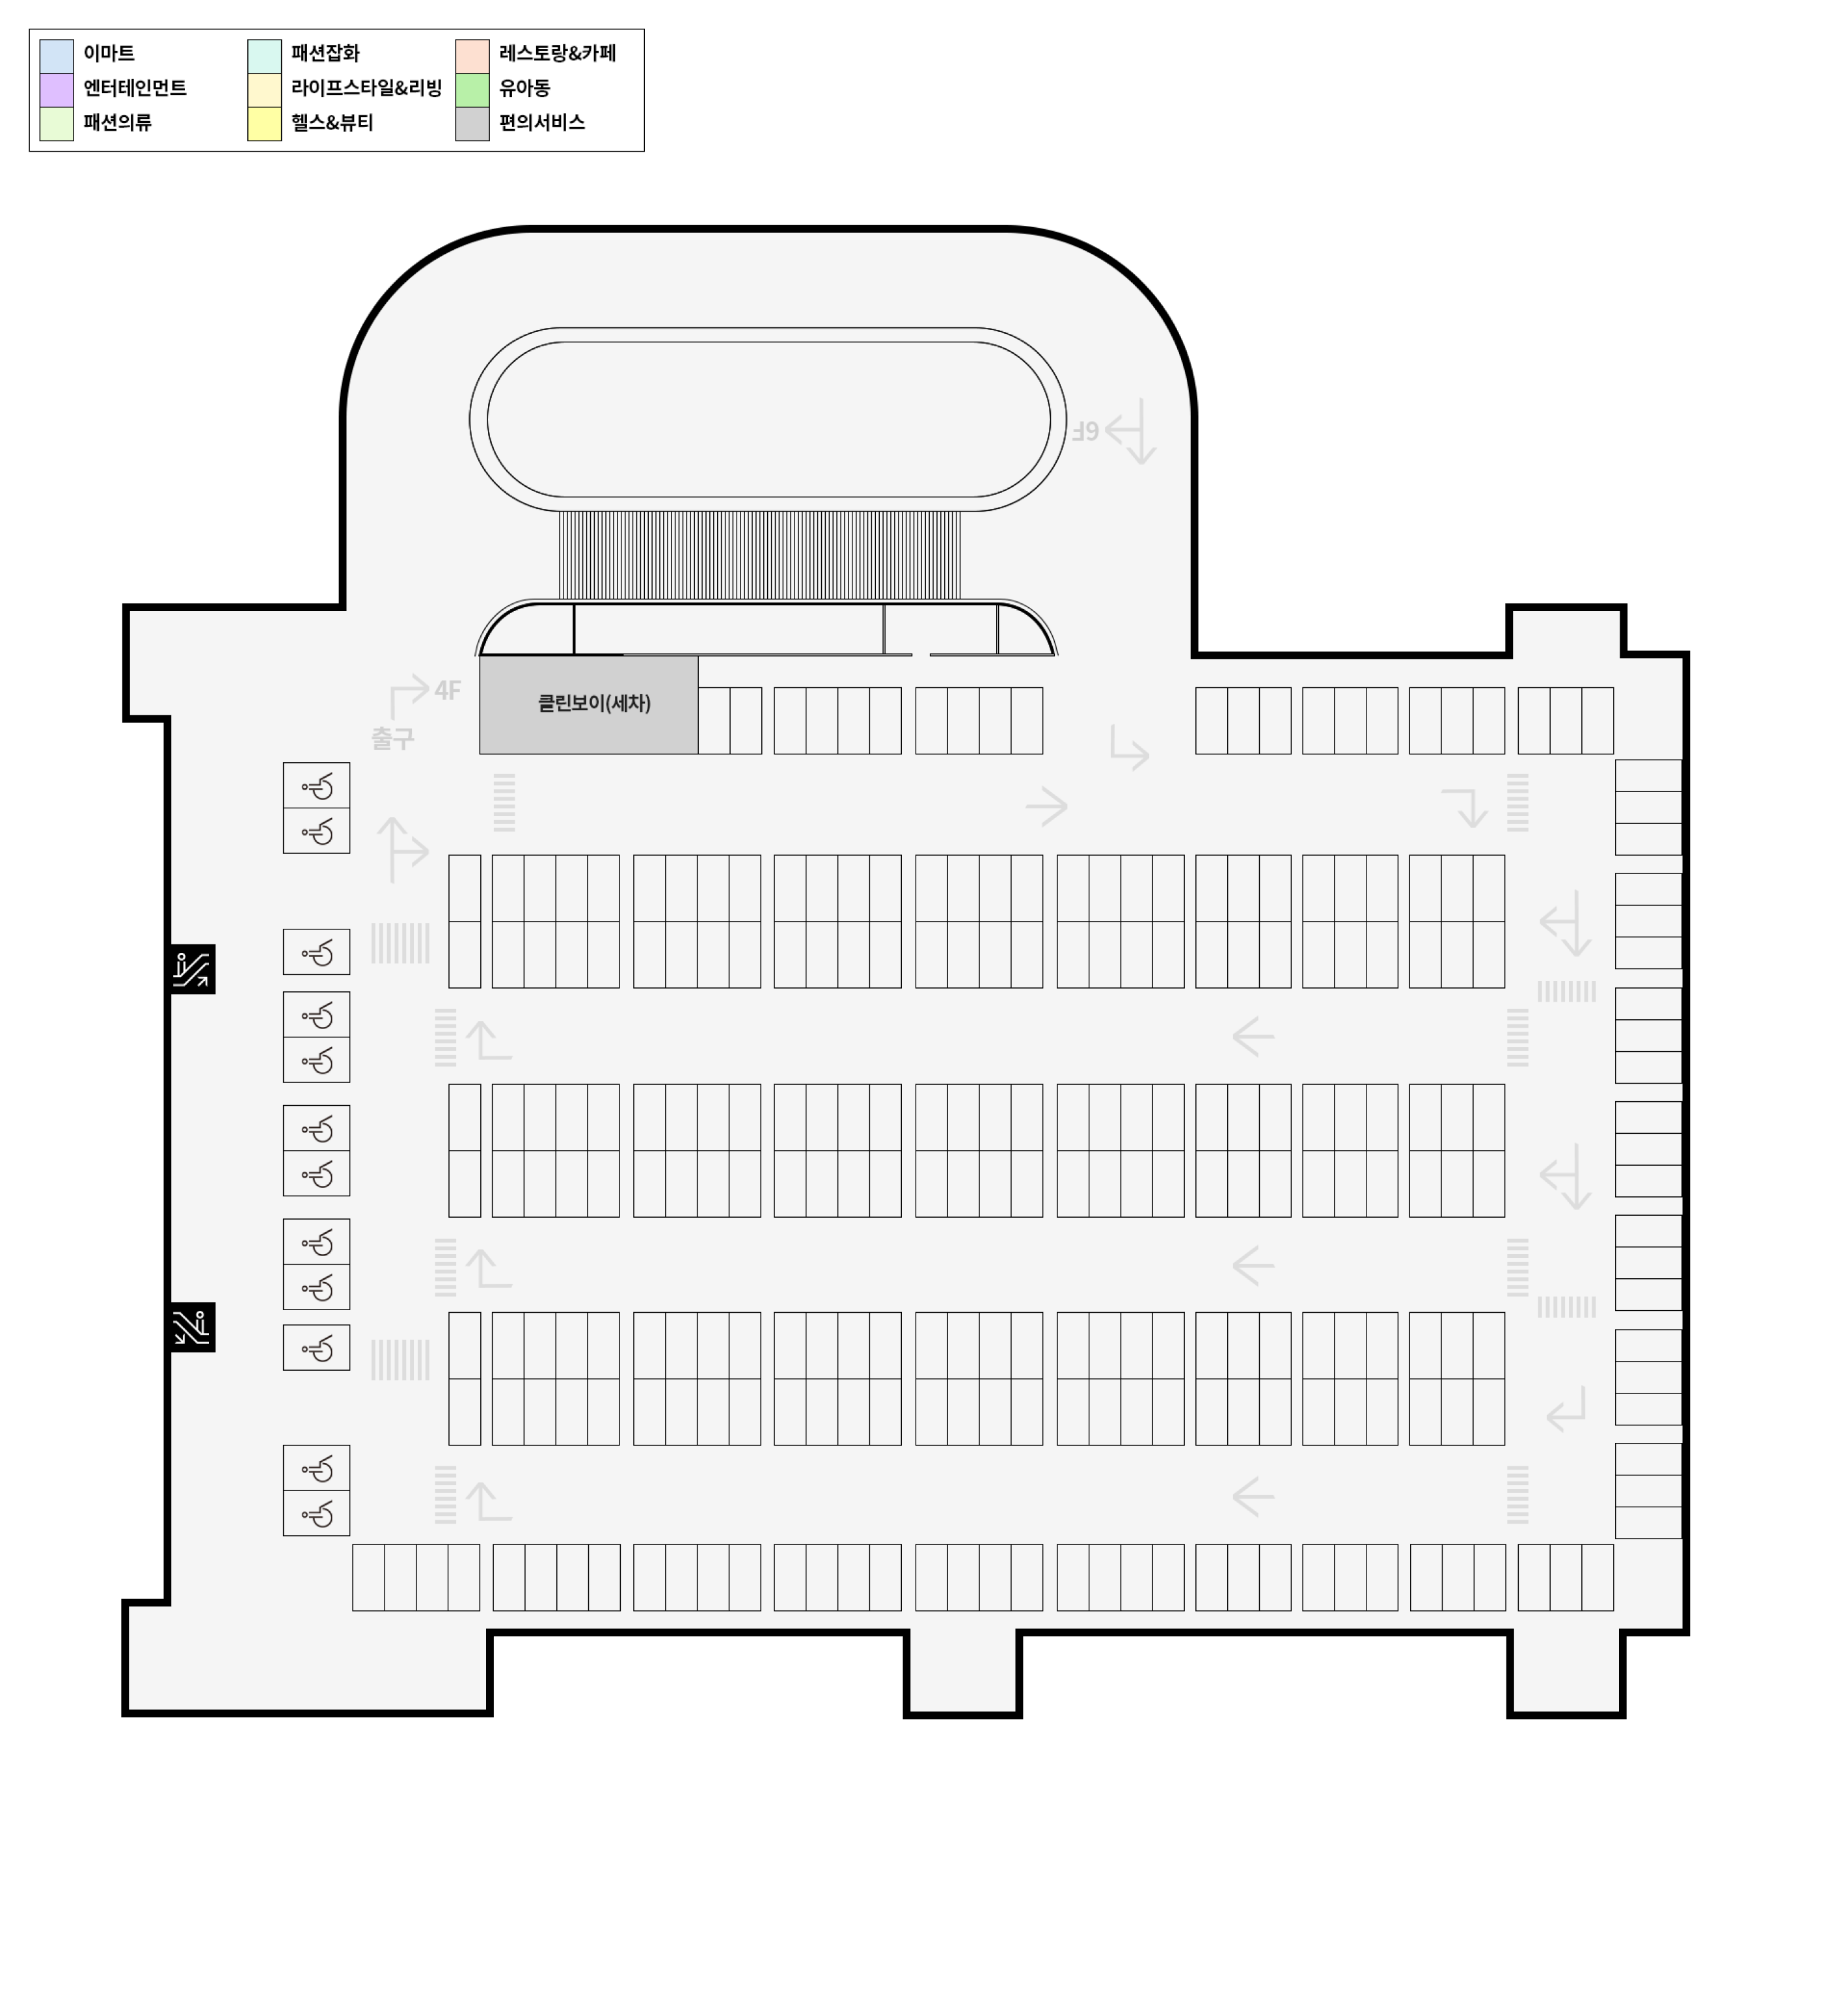 이마트
패션잡화
레스토랑&카페
엔터테인먼트
라이프스타일&리빙
유아동
패션의류
헬스&뷰티
편의서비스
6F
4F
클린보이(세차)
출구